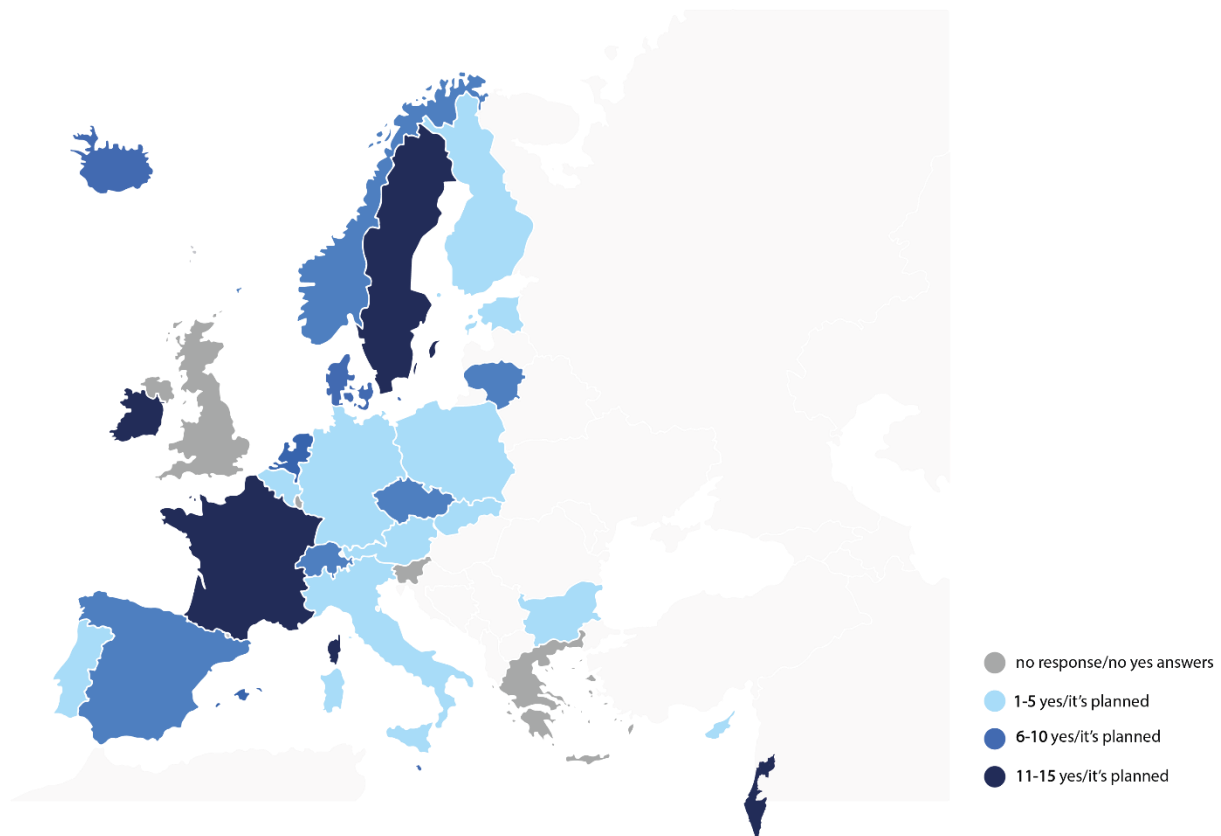 no response/no yes answers
1-5 yes/it's planned
6-10 yes/it's planned
11-15 yes/it's planned